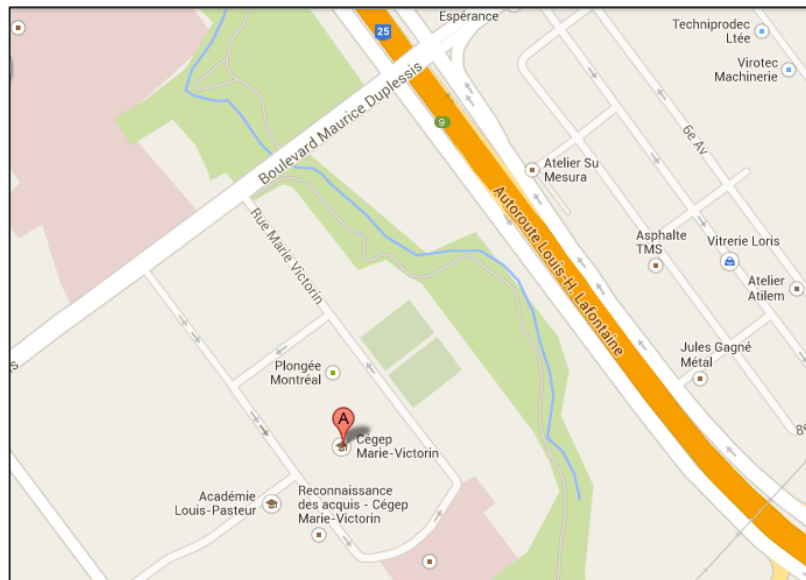 Espérance
25
Techniprodec
Ltée
Virotec
Machinerie
Boulevard Maurice Duplessis
9
6e Av
Atelier Su
Mesura
Autoroute Louis-H. Lafontaine
Rue Marie Victorin
Asphalte
TMS
Vitrerie Loris
Atelier
Atilem
Jules Gagné
Métal
Plongée
Montréal
A
Cégep
Marie-Victorin
Académie
Louis-Pasteur
Reconnaissance
des acquis - Cégep
Marie-Victorin